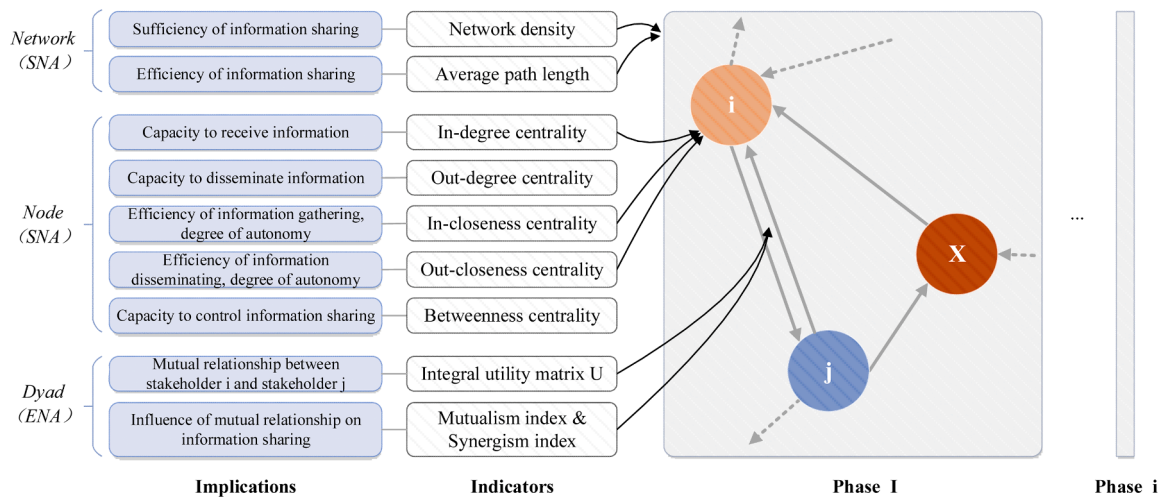 Network
（SNA）
Sufficiency of information sharing
Network density
Efficiency of information sharing
Average path length
Node
（SNA）
Capacity to receive information
In-degree centrality
Capacity to disseminate information
Out-degree centrality
Efficiency of information gathering,
degree of autonomy
In-closeness centrality
Efficiency of information
disseminating, degree of autonomy
Out-closeness centrality
Capacity to control information sharing
Betweenness centrality
Dyad
（ENA）
Mutual relationship between
stakeholder i and stakeholder j
Integral utility matrix U
Influence of mutual relationship on
information sharing
Mutualism index &
Synergism index
i
X
j
...
Implications
Indicators
Phase I
Phase i